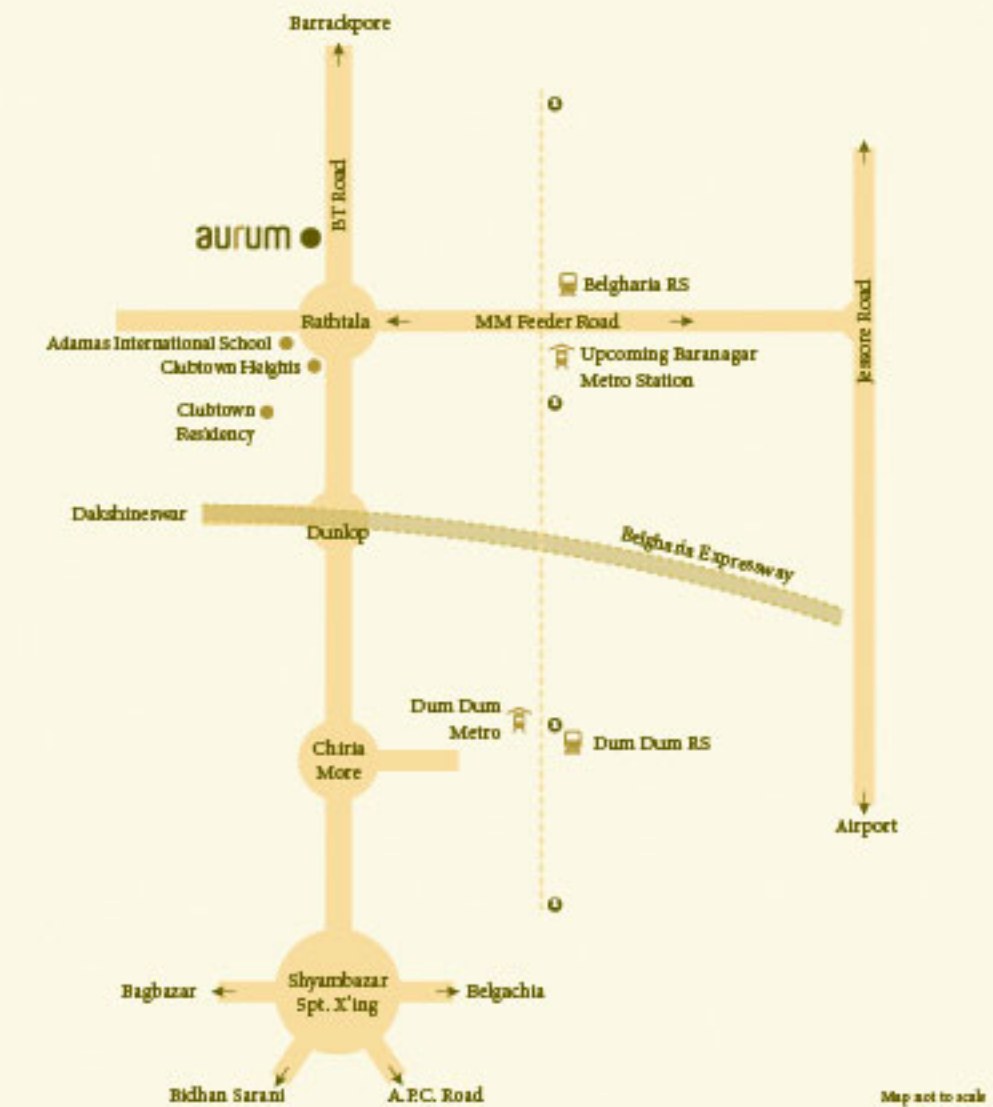 Barrackpore
BT Road
aurum
Belgharia RS
Rathtala
MM Feeder Road
Jessore Road
Adamas International School
Clubtown Heights
Upcoming Baranagar
Metro Station
Clubtown
Residency
Dakshineswar
Dunlop
Belgharia Expressway
Dum Dum
Metro
Dum Dum RS
Chiria
More
Airport
Shyambazar
5pt. X'ing
Bagbazar
Belgachia
Bidhan Sarani
A.P.C. Road
Map not to scale